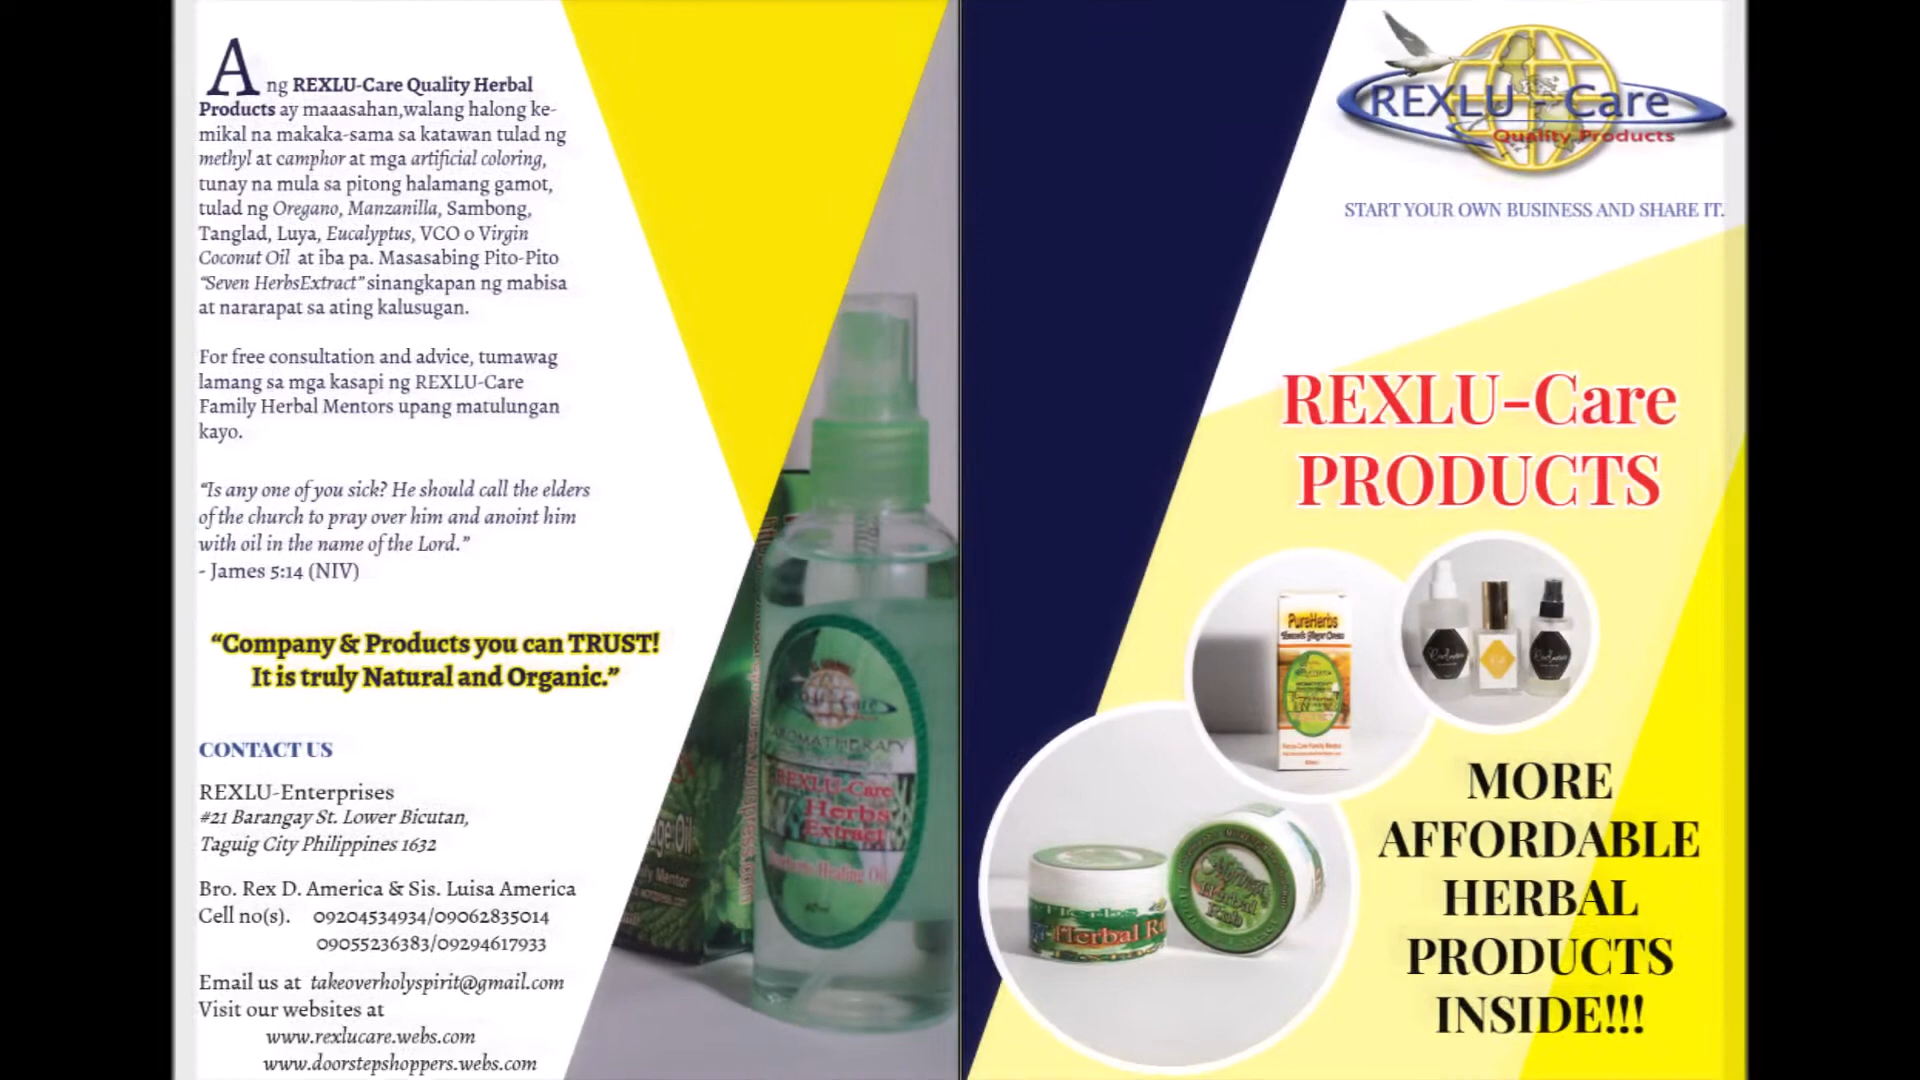 Ang REXLU-Care Quality Herbal
Products ay maaasahan,walang halong ke-
mikal na makaka-sama sa katawan tulad ng
methyl at camphor at mga artificial coloring,
tunay na mula sa pitong halamang gamot,
tulad ng Oregano, Manzanilla, Sambong,
Tanglad, Luya, Eucalyptus, VCO o Virgin
Coconut Oil at iba pa. Masasabing Pito-Pito
“Seven HerbsExtract” sinangkapan ng mabisa
at nararapat sa ating kalusugan.
For free consultation and advice, tumawag
lamang sa mga kasapi ng REXLU-Care
Family Herbal Mentors upang matulungan
kayo.
“Is any one of you sick? He should call the elders
of the church to pray over him and anoint him
with oil in the name of the Lord.”
- James 5:14 (NIV)
“Company & Products you can TRUST!
It is truly Natural and Organic.”
CONTACT US
REXLU-Enterprises
#21 Barangay St. Lower Bicutan,
Taguig City Philippines 1632
Bro. Rex D. America & Sis. Luisa America
Cell no(s). 09204534934/09062835014
09055236383/09294617933
Email us at takeoverholyspirit@gmail.com
Visit our websites at
www.rexlucare.webs.com
www.doorstepshoppers.webs.com
AROMATHERAPY
REXLU-Care
Herbs
Extract
Healing Oil
REXLU - Care
Quality Products
START YOUR OWN BUSINESS AND SHARE IT.
REXLU-Care
PRODUCTS
PureHerbs
Moringa
Herbal
Rub
Herbal
MORE
AFFORDABLE
HERBAL
PRODUCTS
INSIDE!!!